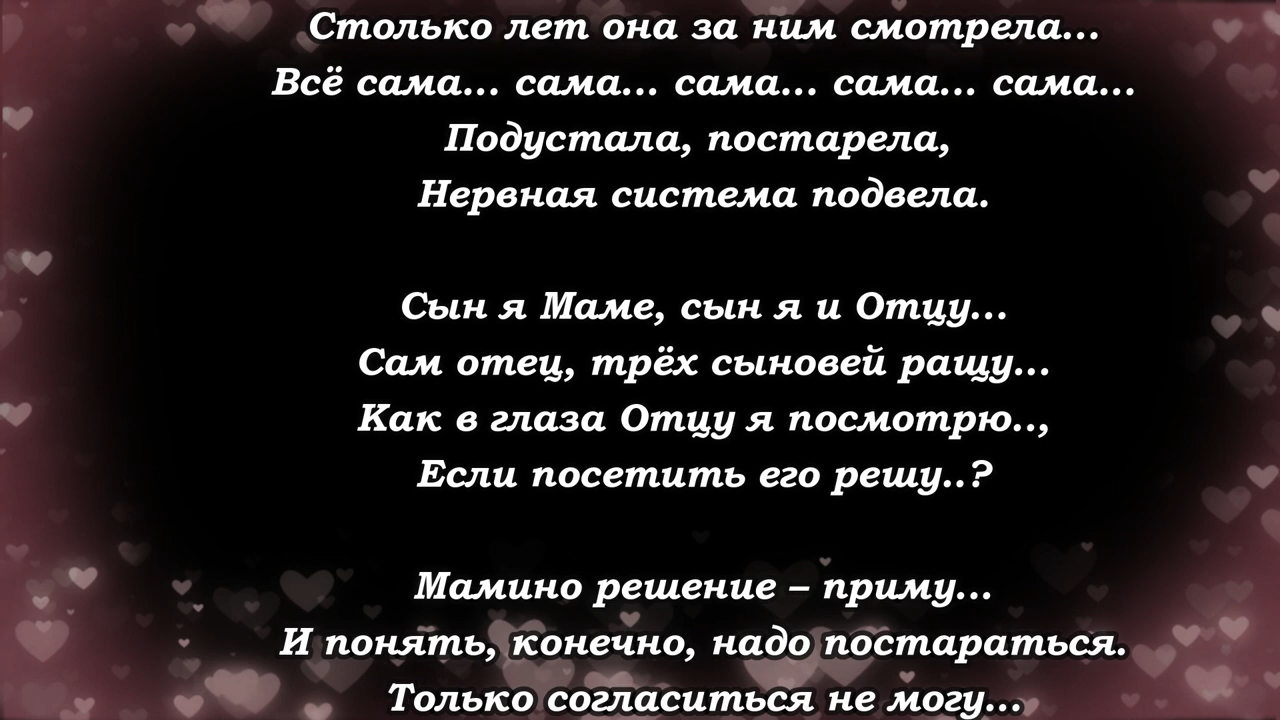 Столько лет она за ним смотрела...
Всё сама... сама... сама... сама... сама...
Подустала, постарела,
Нервная система подвела.
Сын я Маме, сын я и Отцу...
Сам отец, трёх сыновей ращу...
Как в глаза Отцу я посмотрю..,
Если посетить его решу..?
Мамино решение – приму...
И понять, конечно, надо постараться.
Только согласиться не могу...